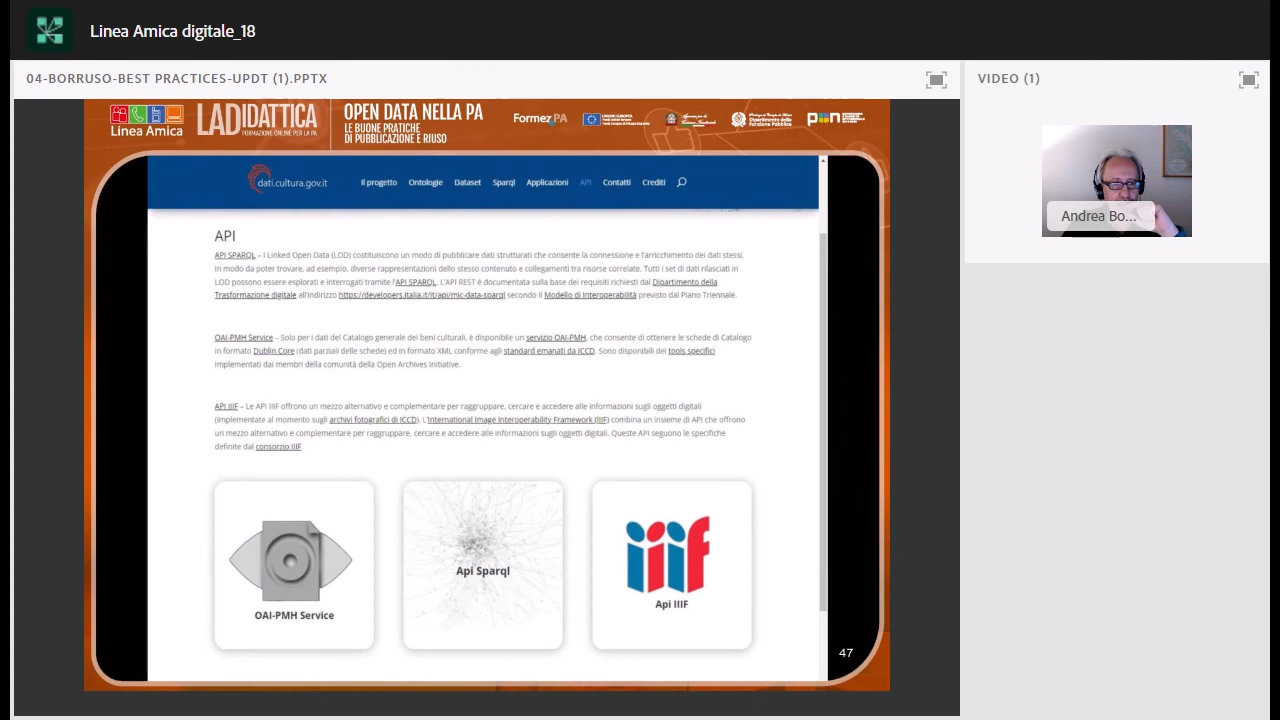 Linea Amica digitale_18
04-BORRUSO-BEST PRACTICES-UPDT (1).PPTX
VIDEO (1)
Linea Amica
LADIDATTICA
FORMAZIONE ONLINE PER LA PA
OPEN DATA NELLA PA
LE BUONE PRATICHE
DI PUBBLICAZIONE E RIUSO
FormezPA
UNIONE EUROPEA
pon
dati.cultura.gov.it
Il progetto Ontologie Dataset Sparql Applicazioni API Contatti Crediti
API
API SPARQL – I Linked Open Data (LOD) costituiscono un modo di pubblicare dati strutturati che consente la connessione e l'arricchimento dei dati stessi,
in modo da poter trovare, ad esempio, diverse rappresentazioni dello stesso contenuto e collegamenti tra risorse correlate. Tutti i set di dati rilasciati in
LOD possono essere esplorati e interrogati tramite l'API SPARQL. L'API REST è documentata sulla base dei requisiti richiesti dal Dipartimento della
Trasformazione digitale all'indirizzo https://developers.italia.it/it/api/mic-data-sparql secondo il Modello di Interoperabilità previsto dal Piano Triennale.
OAI-PMH Service – Solo per i dati del Catalogo generale dei beni culturali, è disponibile un servizio OAI-PMH, che consente di ottenere le schede di Catalogo
in formato Dublin Core (dati parziali delle schede) ed in formato XML conforme agli standard emanati da ICCD. Sono disponibili dei tools specifici
implementati dai membri della comunità della Open Archives Initiative.
API IIIF – Le API IIIF offrono un mezzo alternativo e complementare per raggruppare, cercare e accedere alle informazioni sugli oggetti digitali
(implementate al momento sugli archivi fotografici di ICCD). L'International Image Interoperability Framework (IIIF) combina un insieme di API che offrono
un mezzo alternativo e complementare per raggruppare, cercare e accedere alle informazioni sugli oggetti digitali. Queste API seguono le specifiche
definite dal consorzio IIIF.
OAI-PMH Service
Api Sparql
iiif
Api IIIF
47
Andrea Bo...